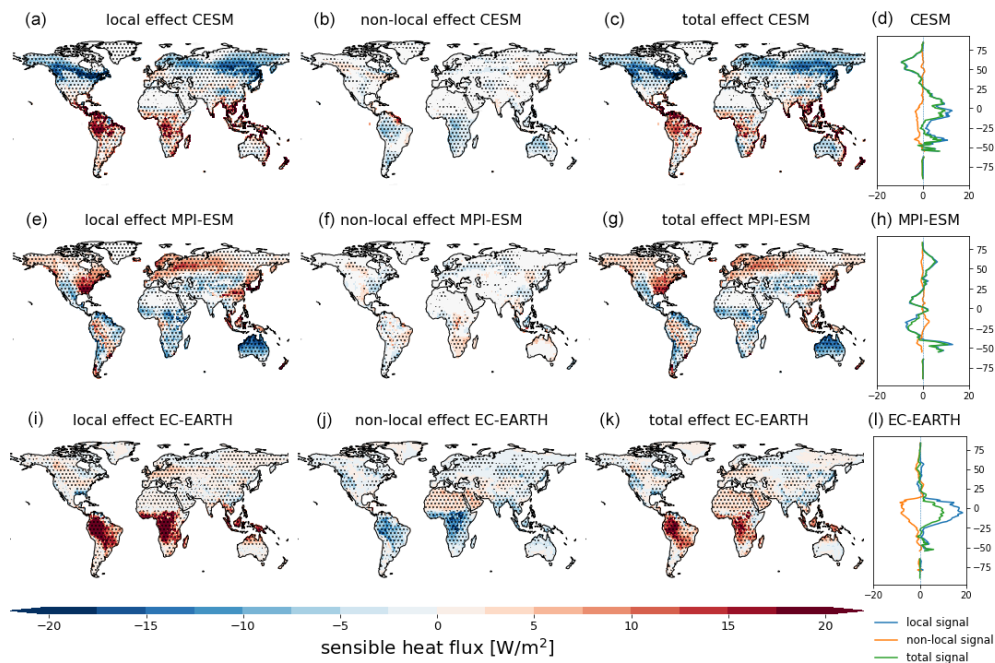 (a) local effect CESM
(b) non-local effect CESM
(c) total effect CESM
(d) CESM
75
50
25
0
−25
−50
−75
20 0 20
(e) local effect MPI-ESM
(f) non-local effect MPI-ESM
(g) total effect MPI-ESM
(h) MPI-ESM
75
50
25
0
−25
−50
−75
20 0 20
(i) local effect EC-EARTH
(j) non-local effect EC-EARTH
(k) total effect EC-EARTH
(l) EC-EARTH
75
50
25
0
−25
−50
−75
20 0 20
−20 −15 −10 −5 0 5 10 15 20
sensible heat flux [W/m²]
local signal
non-local signal
total signal